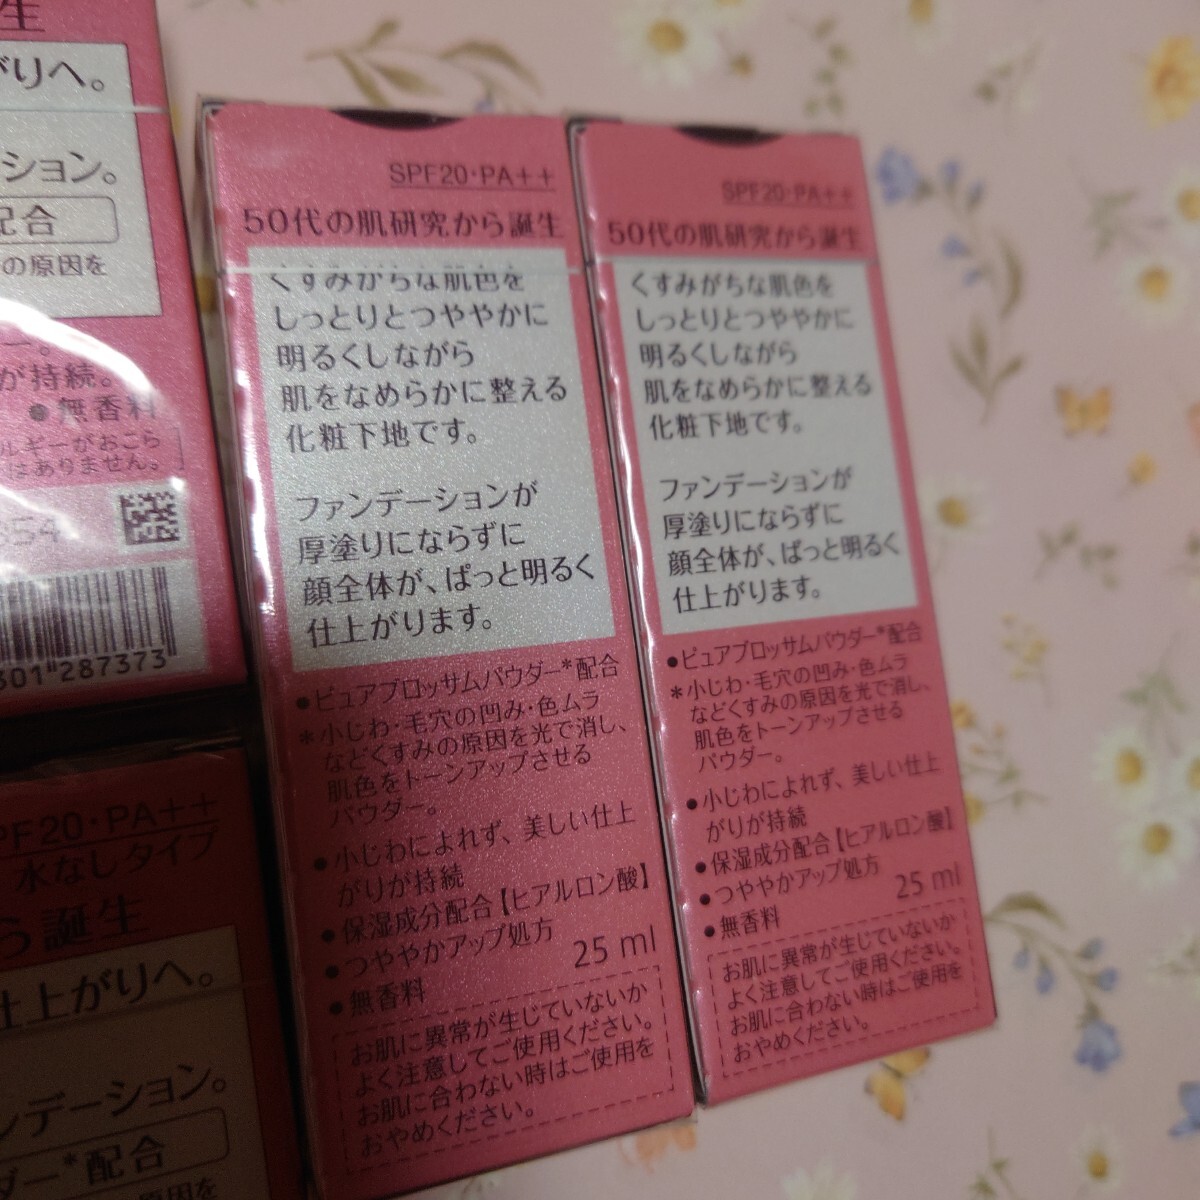 生
がりへ。
ション。
配合
の原因を
ー。
が持続。
●無香料
ルギーがおこら
はありません。
354
301"287373
PF20・PA++
水なしタイプ
ら誕生
仕上がりへ。
ンデーション。
ダー*配合
原因を
SPF20・PA++
50代の肌研究から誕生
くすみがちな肌色を
しっとりとつややかに
明るくしながら
肌をなめらかに整える
化粧下地です。
ファンデーションが
厚塗りにならずに
顔全体が、ぱっと明るく
仕上がります。
●ピュアブロッサムパウダー*配合
*小じわ・毛穴の凹み・色ムラ
などくすみの原因を光で消し、
肌色をトーンアップさせる
パウダー。
●小じわによれず、美しい仕上
がりが持続
●保湿成分配合【ヒアルロン酸】
●つややかアップ処方
●無香料
25 ml
お肌に異常が生じていないか
よく注意してご使用ください。
お肌に合わない時はご使用を
おやめください。
SPF20・PA++
50代の肌研究から誕生
くすみがちな肌色を
しっとりとつややかに
明るくしながら
肌をなめらかに整える
化粧下地です。
ファンデーションが
厚塗りにならずに
顔全体が、ぱっと明るく
仕上がります。
●ピュアブロッサムパウダー*配合
*小じわ・毛穴の凹み・色ムラ
などくすみの原因を光で消し、
肌色をトーンアップさせる
パウダー。
●小じわによれず、美しい仕上
がりが持続
●保湿成分配合【ヒアルロン酸】
●つややかアップ処方
●無香料
25 ml
お肌に異常が生じていないか
よく注意してご使用ください。
お肌に合わない時はご使用を
おやめください。